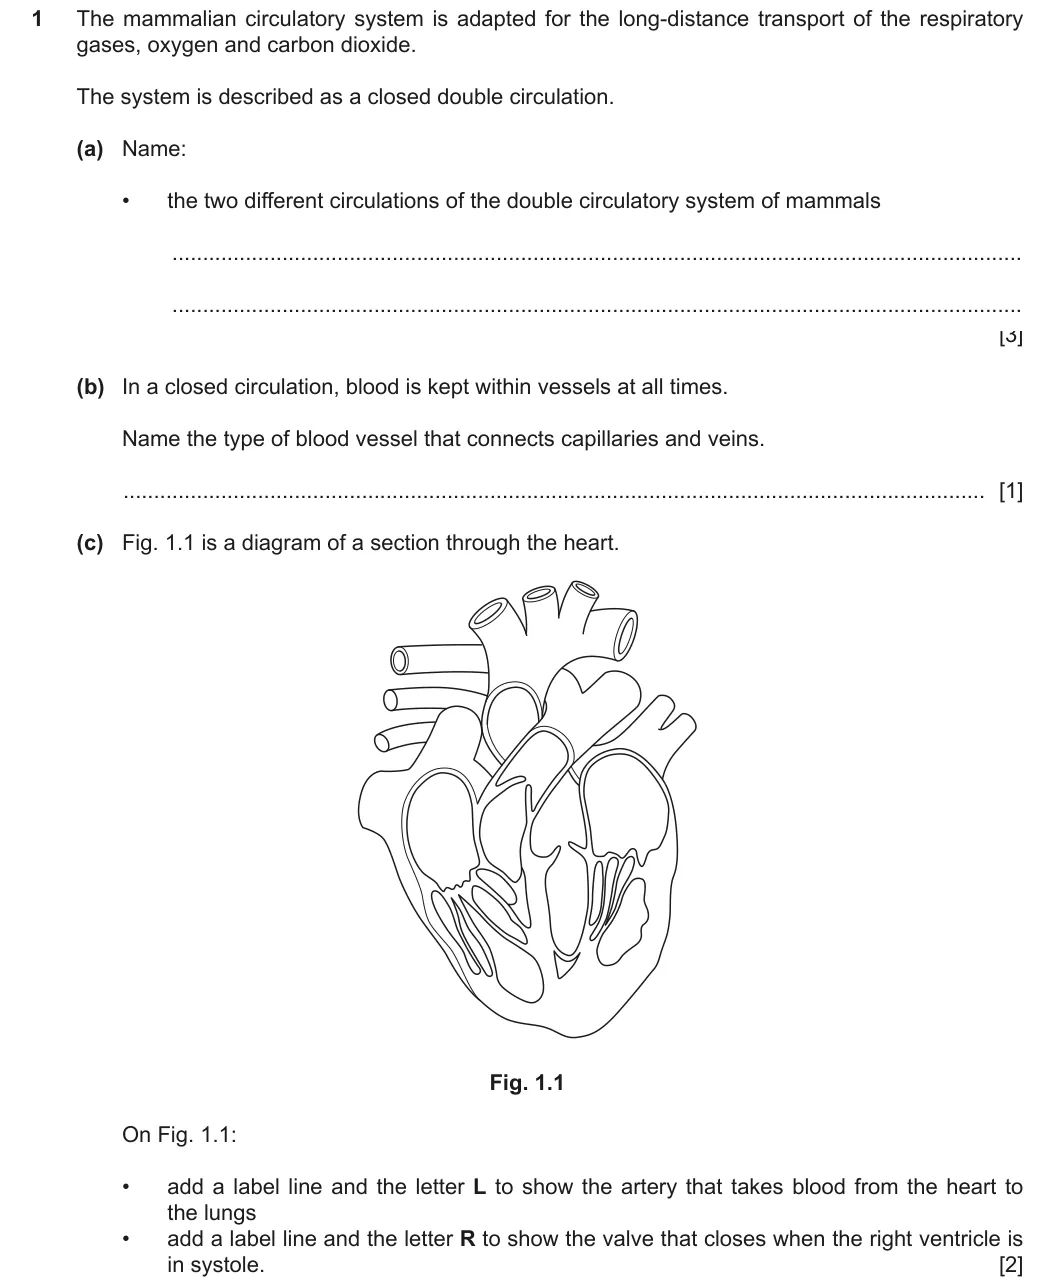 1 The mammalian circulatory system is adapted for the long-distance transport of the respiratory
gases, oxygen and carbon dioxide.
The system is described as a closed double circulation.
(a) Name:
• the two different circulations of the double circulatory system of mammals
..........................................................................................................................................
..........................................................................................................................................
[3]
(b) In a closed circulation, blood is kept within vessels at all times.
Name the type of blood vessel that connects capillaries and veins.
............................................................................................................................................ [1]
(c) Fig. 1.1 is a diagram of a section through the heart.
Fig. 1.1
On Fig. 1.1:
• add a label line and the letter L to show the artery that takes blood from the heart to
the lungs
• add a label line and the letter R to show the valve that closes when the right ventricle is
in systole. [2]